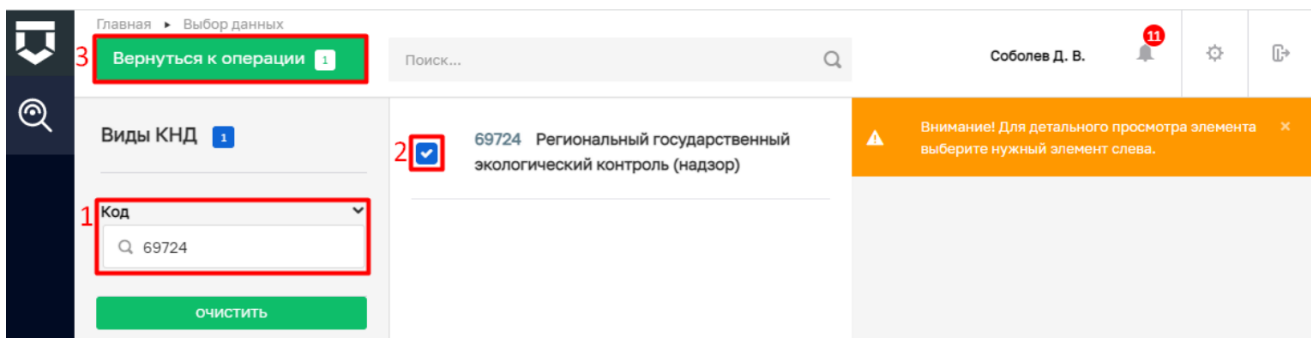 Главная ▸ Выбор данных
3 Вернуться к операции 1
Поиск...
Соболев Д. В.
11
Виды КНД 1
1 Код
69724
ОЧИСТИТЬ
2 69724 Региональный государственный
экологический контроль (надзор)
Внимание! Для детального просмотра элемента ×
выберите нужный элемент слева.